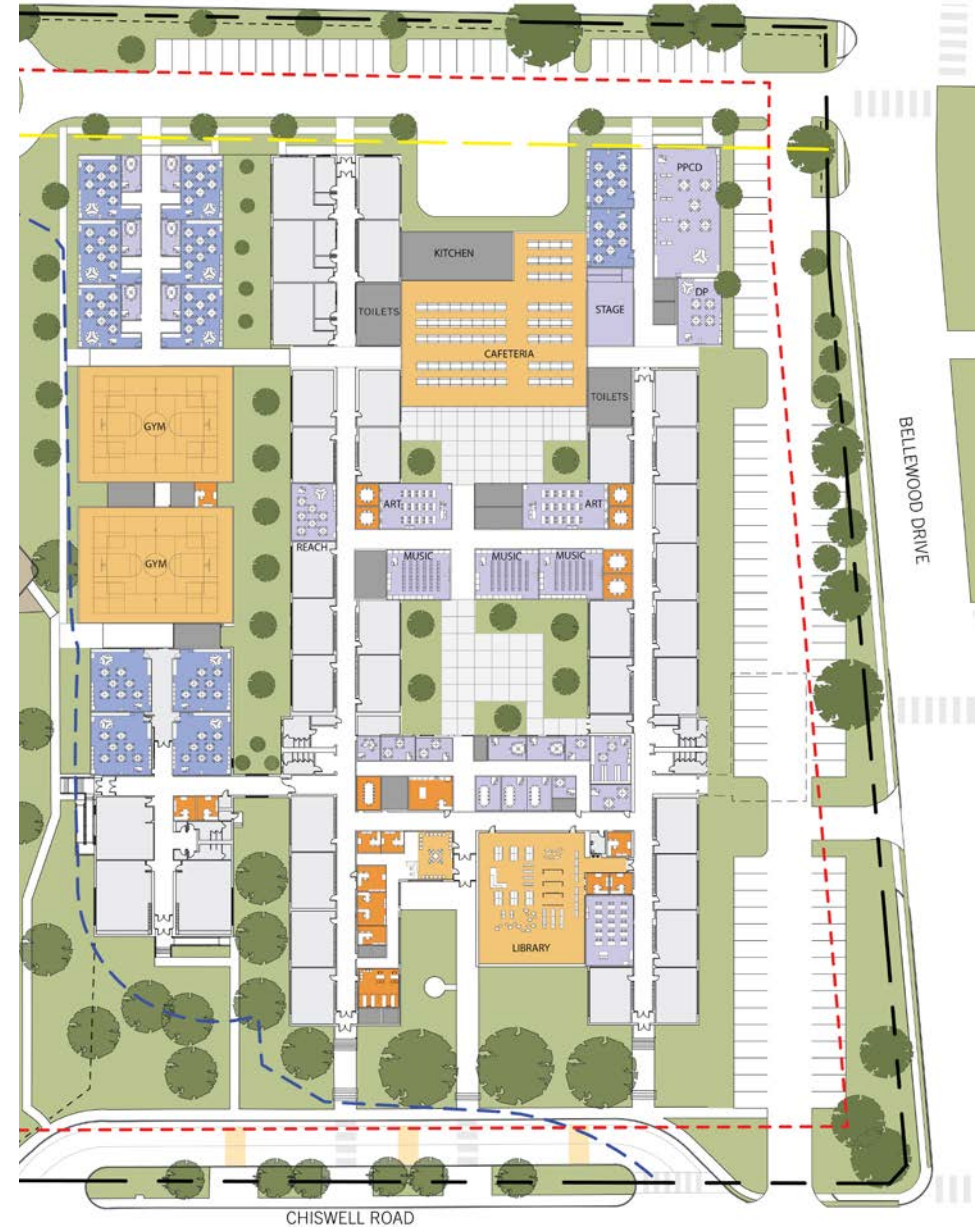 PPCD
KITCHEN
DP
TOILETS
STAGE
CAFETERIA
TOILETS
GYM
BELLEWOOD DRIVE
ART
ART
REACH
MUSIC
MUSIC
MUSIC
GYM
LIBRARY
CHISWELL ROAD